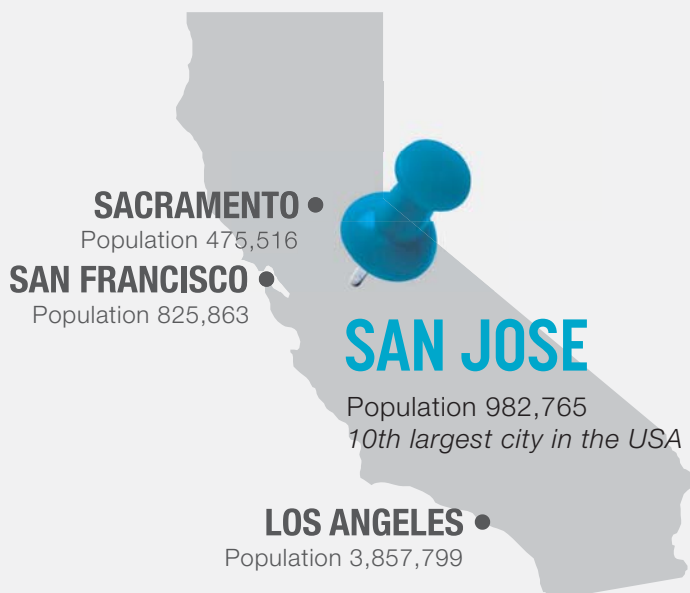 SACRAMENTO
Population 475,516
SAN FRANCISCO
Population 825,863
SAN JOSE
Population 982,765
10th largest city in the USA
LOS ANGELES
Population 3,857,799